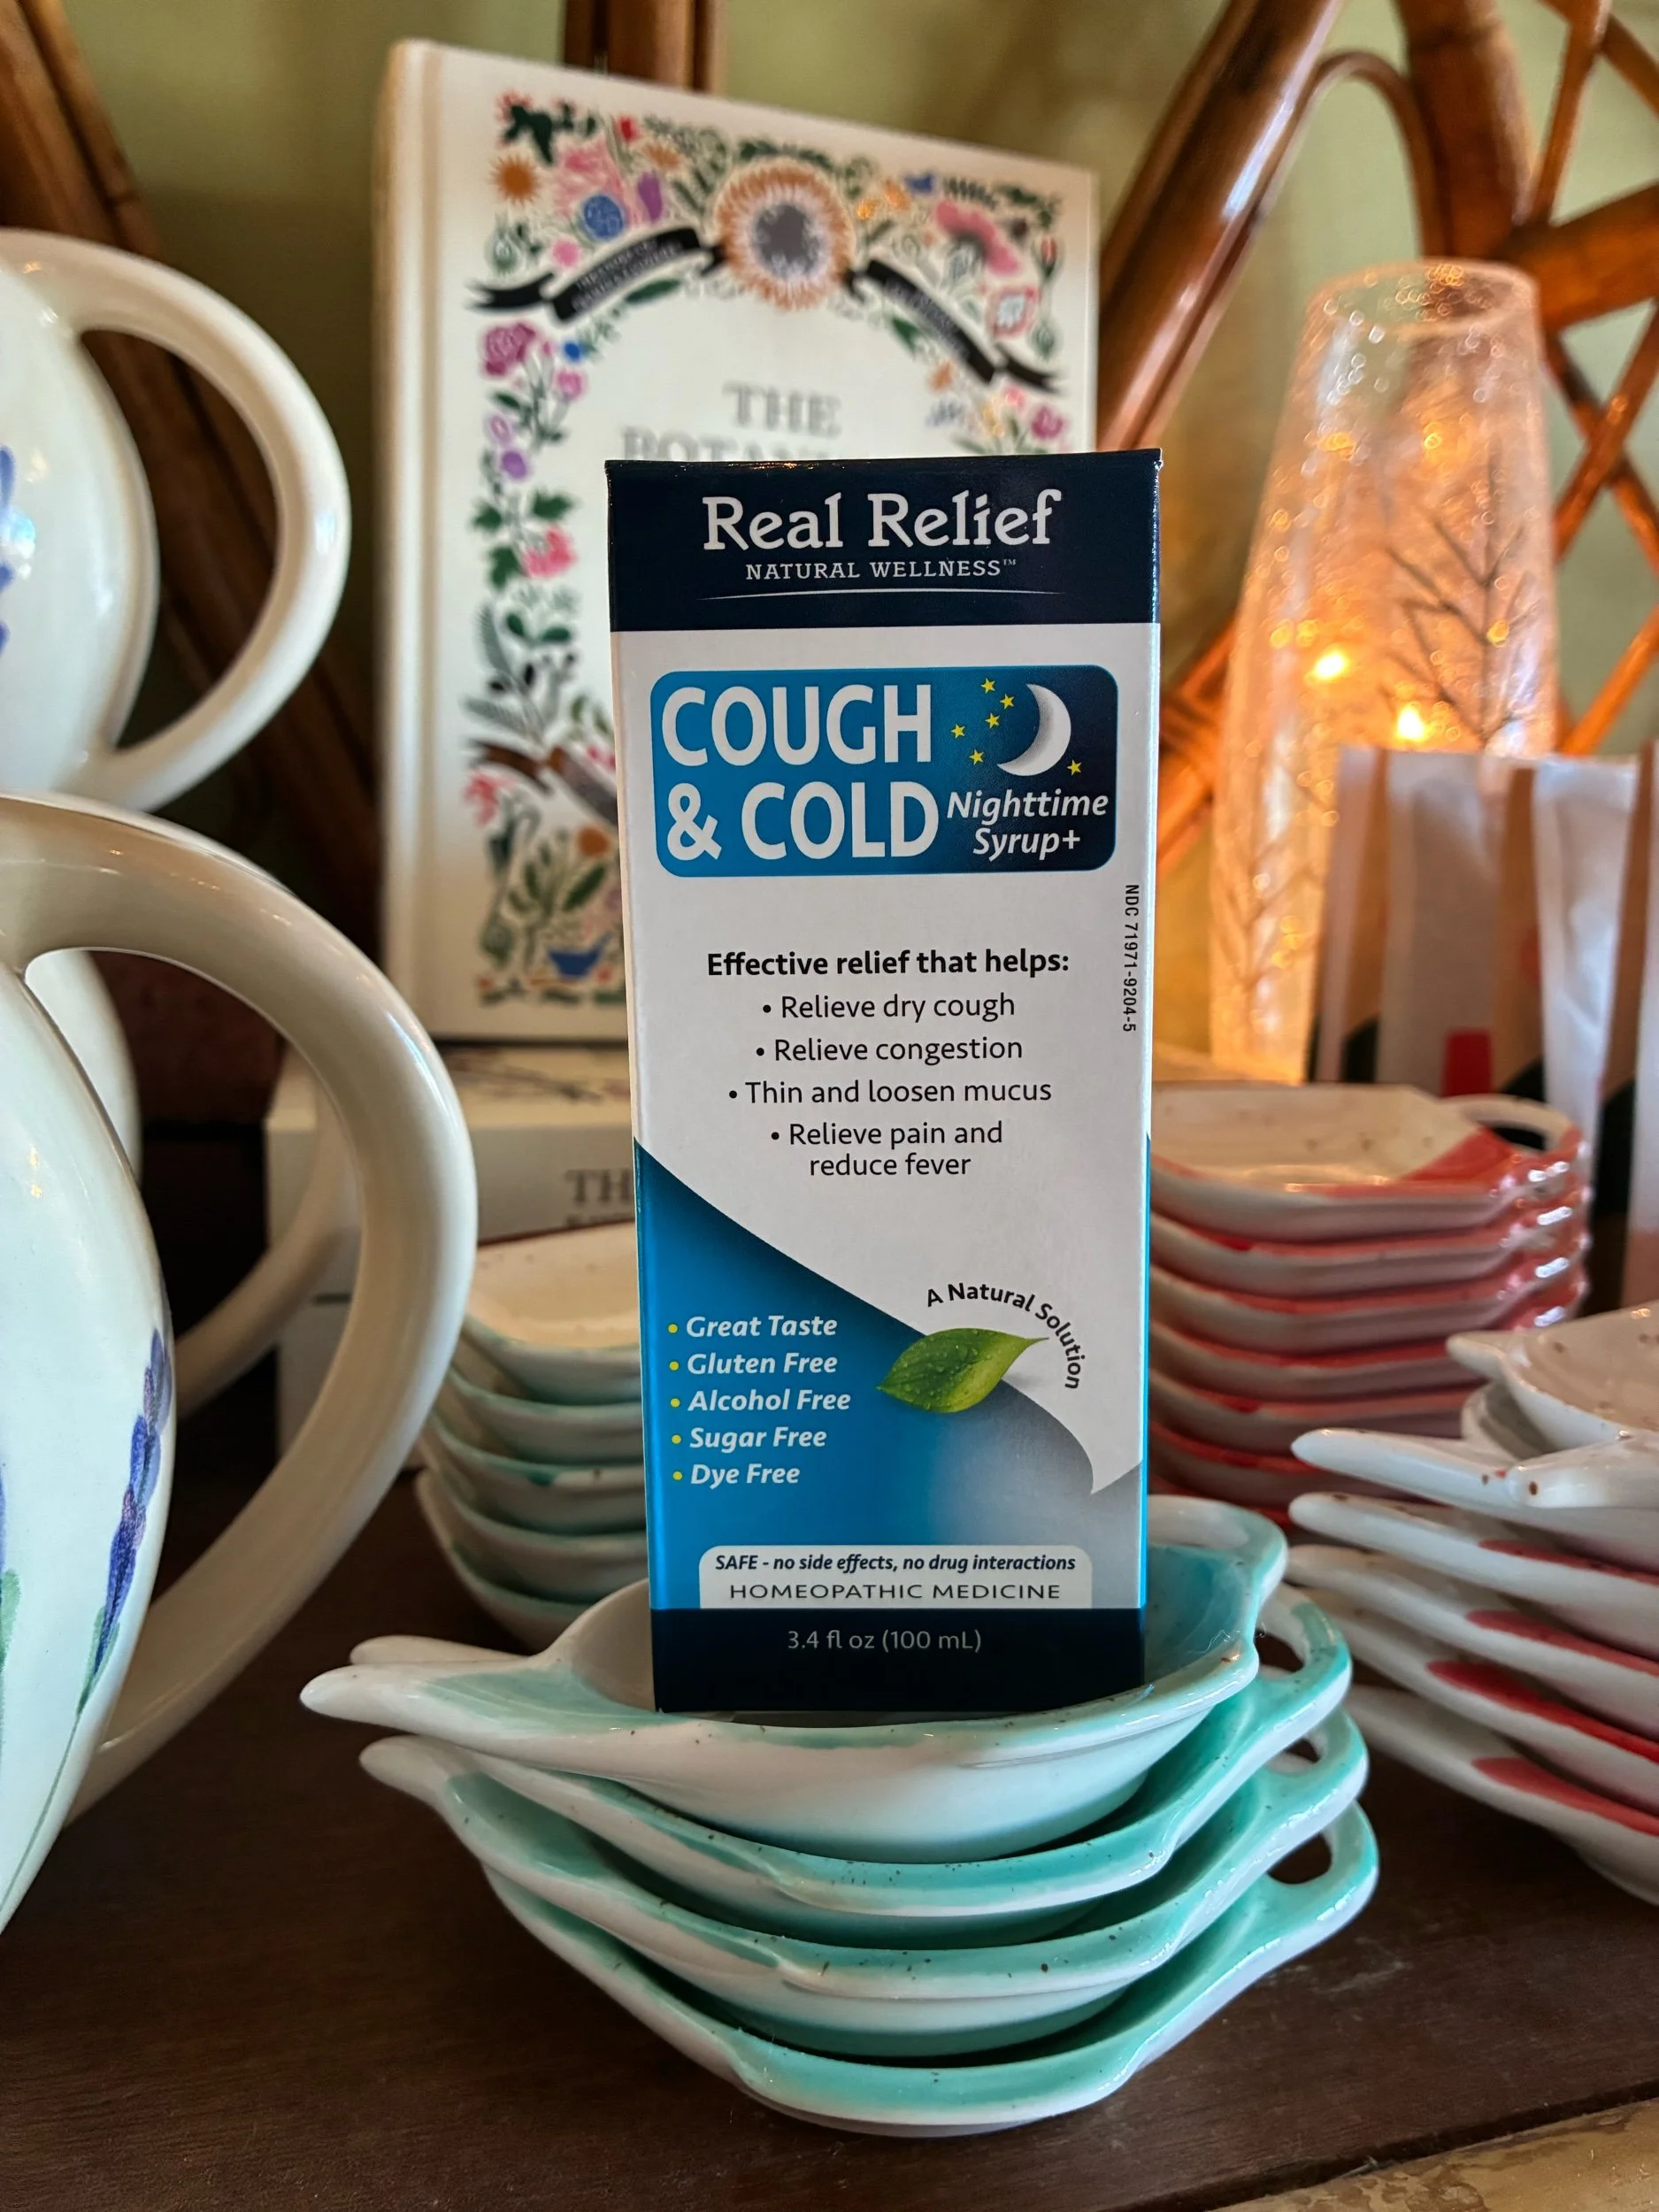 THE
Real Relief
NATURAL WELLNESS™
COUGH
& COLD
Nighttime
Syrup+
NDC 71971-9204-5
Effective relief that helps:
• Relieve dry cough
• Relieve congestion
• Thin and loosen mucus
• Relieve pain and
reduce fever
A Natural Solution
• Great Taste
• Gluten Free
• Alcohol Free
• Sugar Free
• Dye Free
SAFE - no side effects, no drug interactions
HOMEOPATHIC MEDICINE
3.4 fl oz (100 mL)